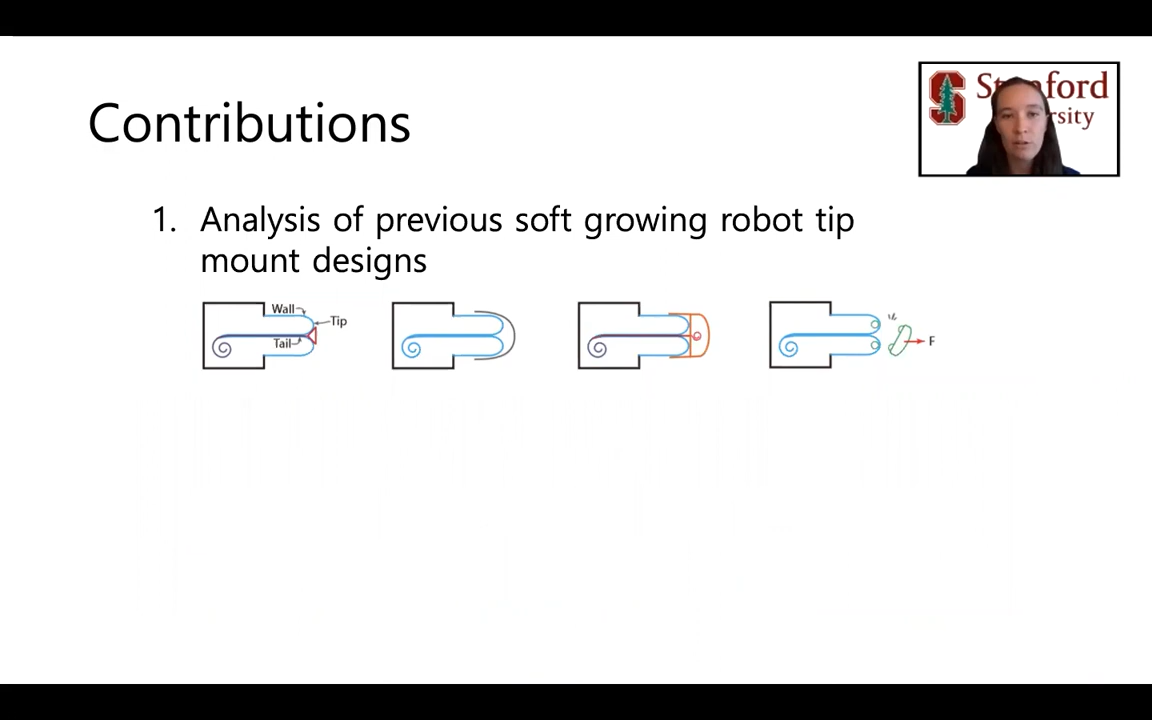 Contributions
Stanford
University
1. Analysis of previous soft growing robot tip
mount designs
Wall
Tip
Tail
F